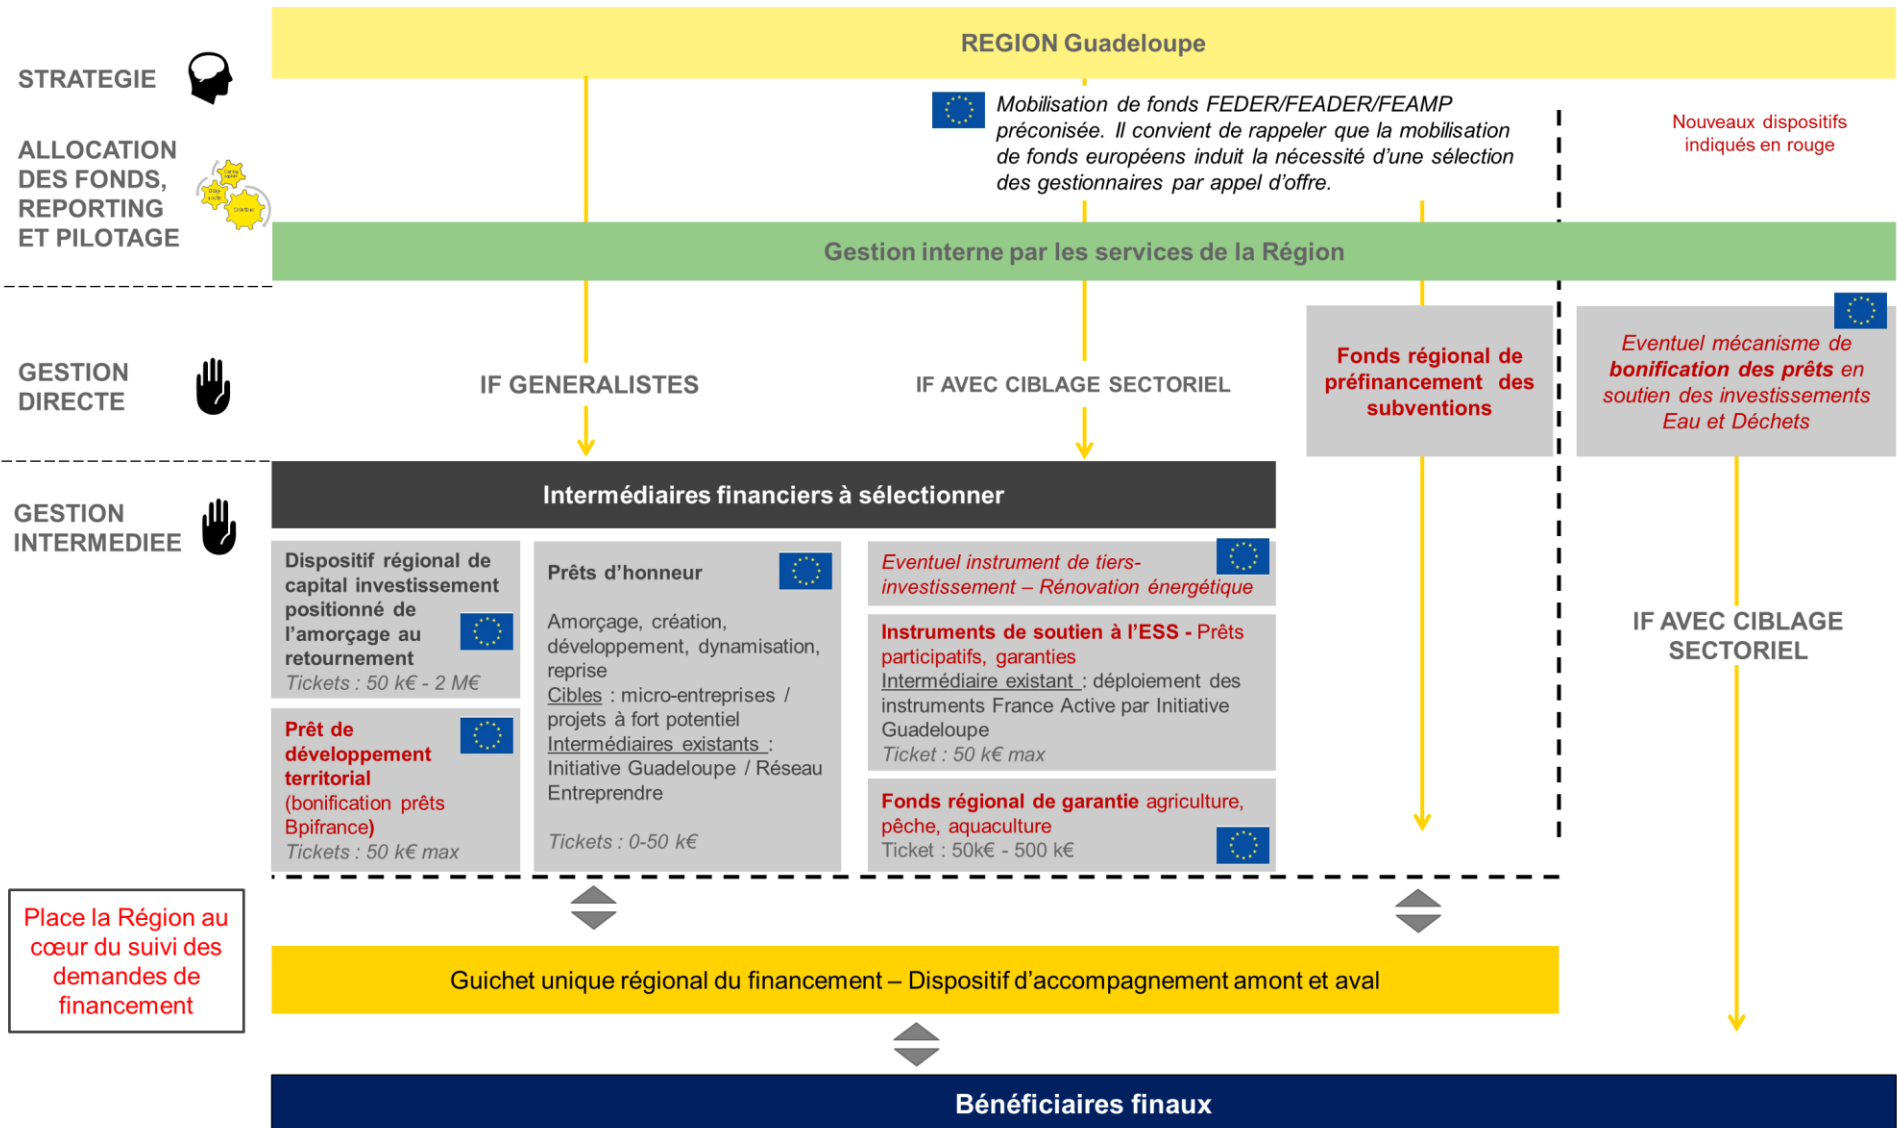 REGION Guadeloupe
STRATEGIE
Mobilisation de fonds FEDER/FEADER/FEAMP
préconisée. Il convient de rappeler que la mobilisation
de fonds européens induit la nécessité d'une sélection
des gestionnaires par appel d'offre.
Nouveaux dispositifs
indiqués en rouge
ALLOCATION
DES FONDS,
REPORTING
ET PILOTAGE
Gestion interne par les services de la Région
GESTION
DIRECTE
IF GENERALISTES
IF AVEC CIBLAGE SECTORIEL
Fonds régional de
préfinancement des
subventions
Eventuel mécanisme de
bonification des prêts en
soutien des investissements
Eau et Déchets
GESTION
INTERMEDIEE
Intermédiaires financiers à sélectionner
Dispositif régional de
capital investissement
positionné de
l'amorçage au
retournement
Tickets : 50 k€ - 2 M€
Prêt de
développement
territorial
(bonification prêts
Bpifrance)
Tickets : 50 k€ max
Prêts d'honneur
Amorçage, création,
développement, dynamisation,
reprise
Cibles : micro-entreprises /
projets à fort potentiel
Intermédiaires existants :
Initiative Guadeloupe / Réseau
Entreprendre
Tickets : 0-50 k€
Eventuel instrument de tiers-
investissement – Rénovation énergétique
Instruments de soutien à l'ESS - Prêts
participatifs, garanties
Intermédiaire existant : déploiement des
instruments France Active par Initiative
Guadeloupe
Ticket : 50 k€ max
Fonds régional de garantie agriculture,
pêche, aquaculture
Ticket : 50k€ - 500 k€
IF AVEC CIBLAGE
SECTORIEL
Place la Région au
cœur du suivi des
demandes de
financement
Guichet unique régional du financement – Dispositif d'accompagnement amont et aval
Bénéficiaires finaux